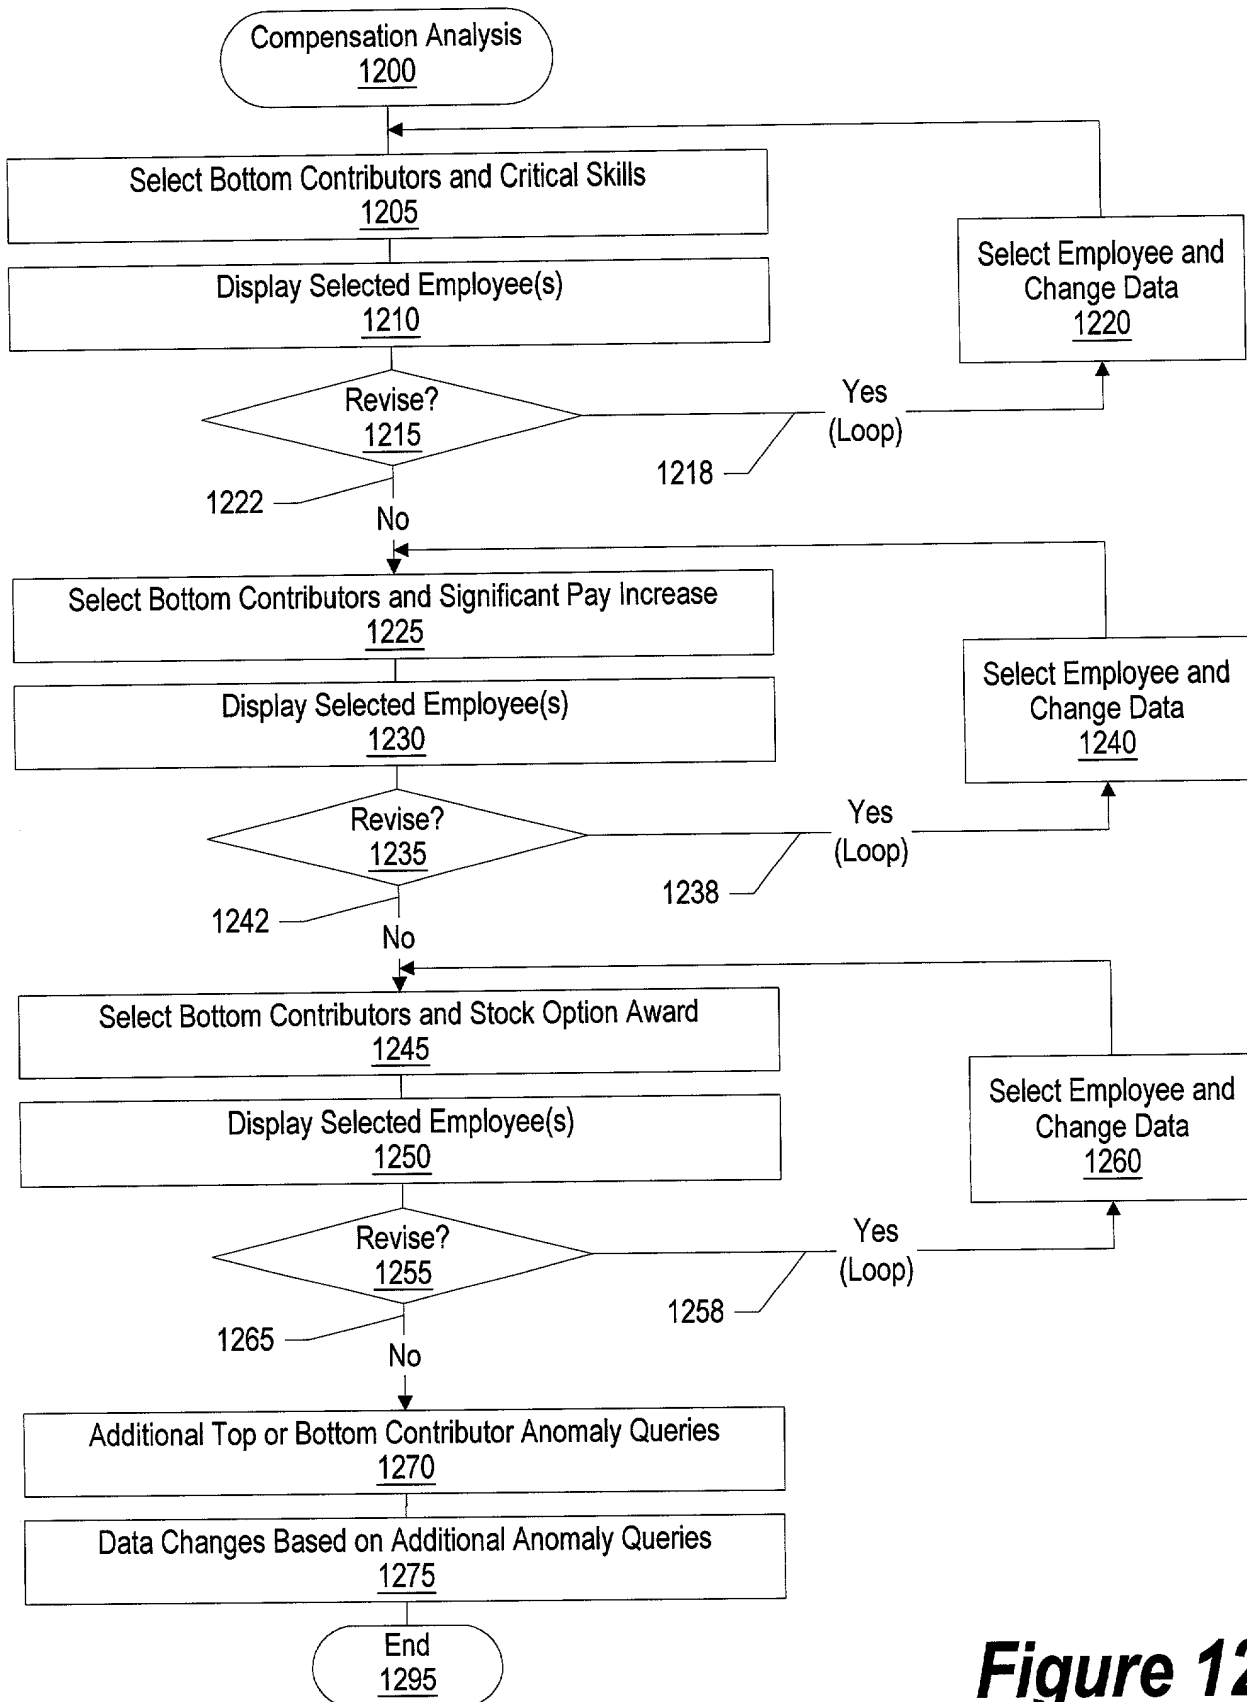 Compensation Analysis
1200
Select Bottom Contributors and Critical Skills
1205
Display Selected Employee(s)
1210
Select Employee and
Change Data
1220
Revise?
1215
Yes
(Loop)
1218
1222
No
Select Bottom Contributors and Significant Pay Increase
1225
Display Selected Employee(s)
1230
Select Employee and
Change Data
1240
Revise?
1235
Yes
(Loop)
1238
1242
No
Select Bottom Contributors and Stock Option Award
1245
Display Selected Employee(s)
1250
Select Employee and
Change Data
1260
Revise?
1255
Yes
(Loop)
1258
1265
No
Additional Top or Bottom Contributor Anomaly Queries
1270
Data Changes Based on Additional Anomaly Queries
1275
End
1295
Figure 12